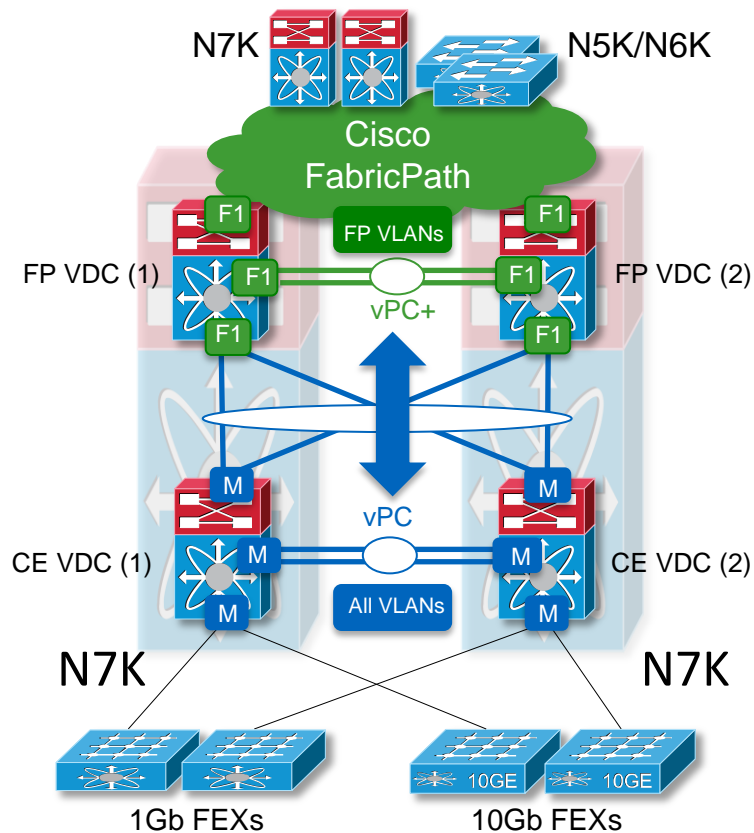 N7K
N5K/N6K
Cisco
FabricPath
F1
F1
FP VLANs
FP VDC (1)
F1
F1
FP VDC (2)
vPC+
F1
F1
M
M
vPC
CE VDC (1)
M
M
CE VDC (2)
M
All VLANs
M
N7K
N7K
10GE
10GE
1Gb FEXs
10Gb FEXs